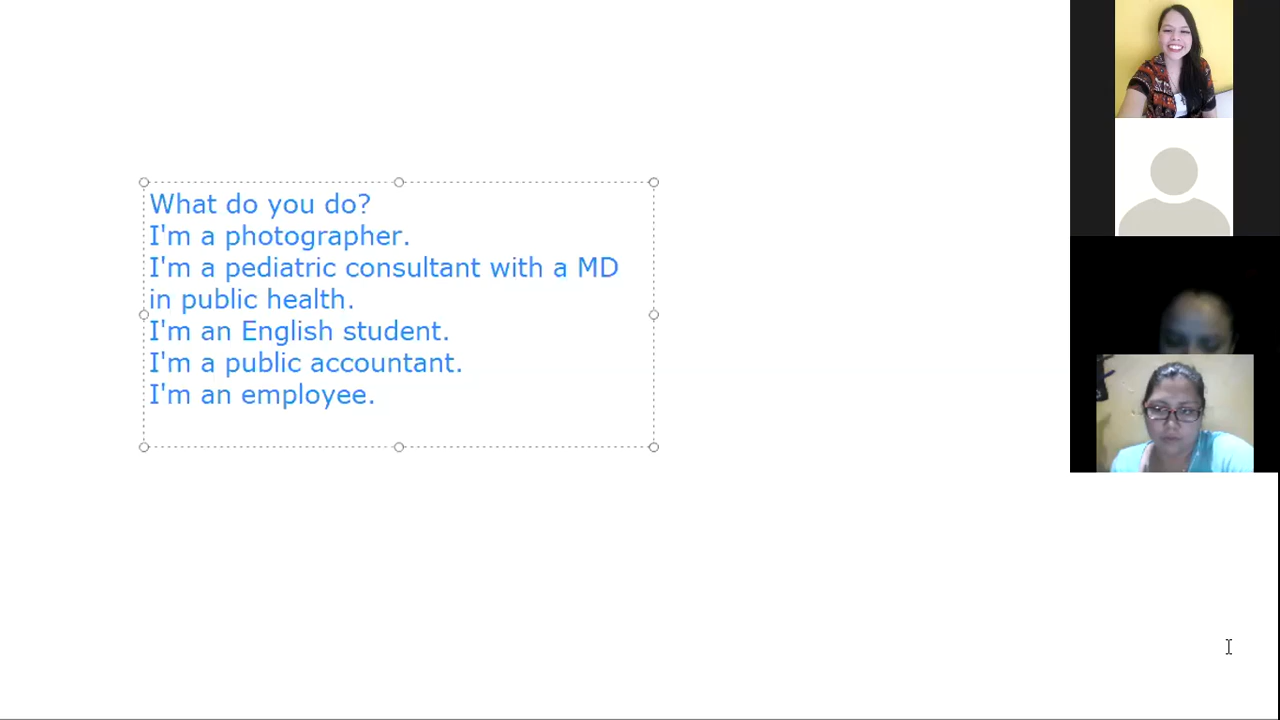 What do you do?
I'm a photographer.
I'm a pediatric consultant with a MD
in public health.
I'm an English student.
I'm a public accountant.
I'm an employee.